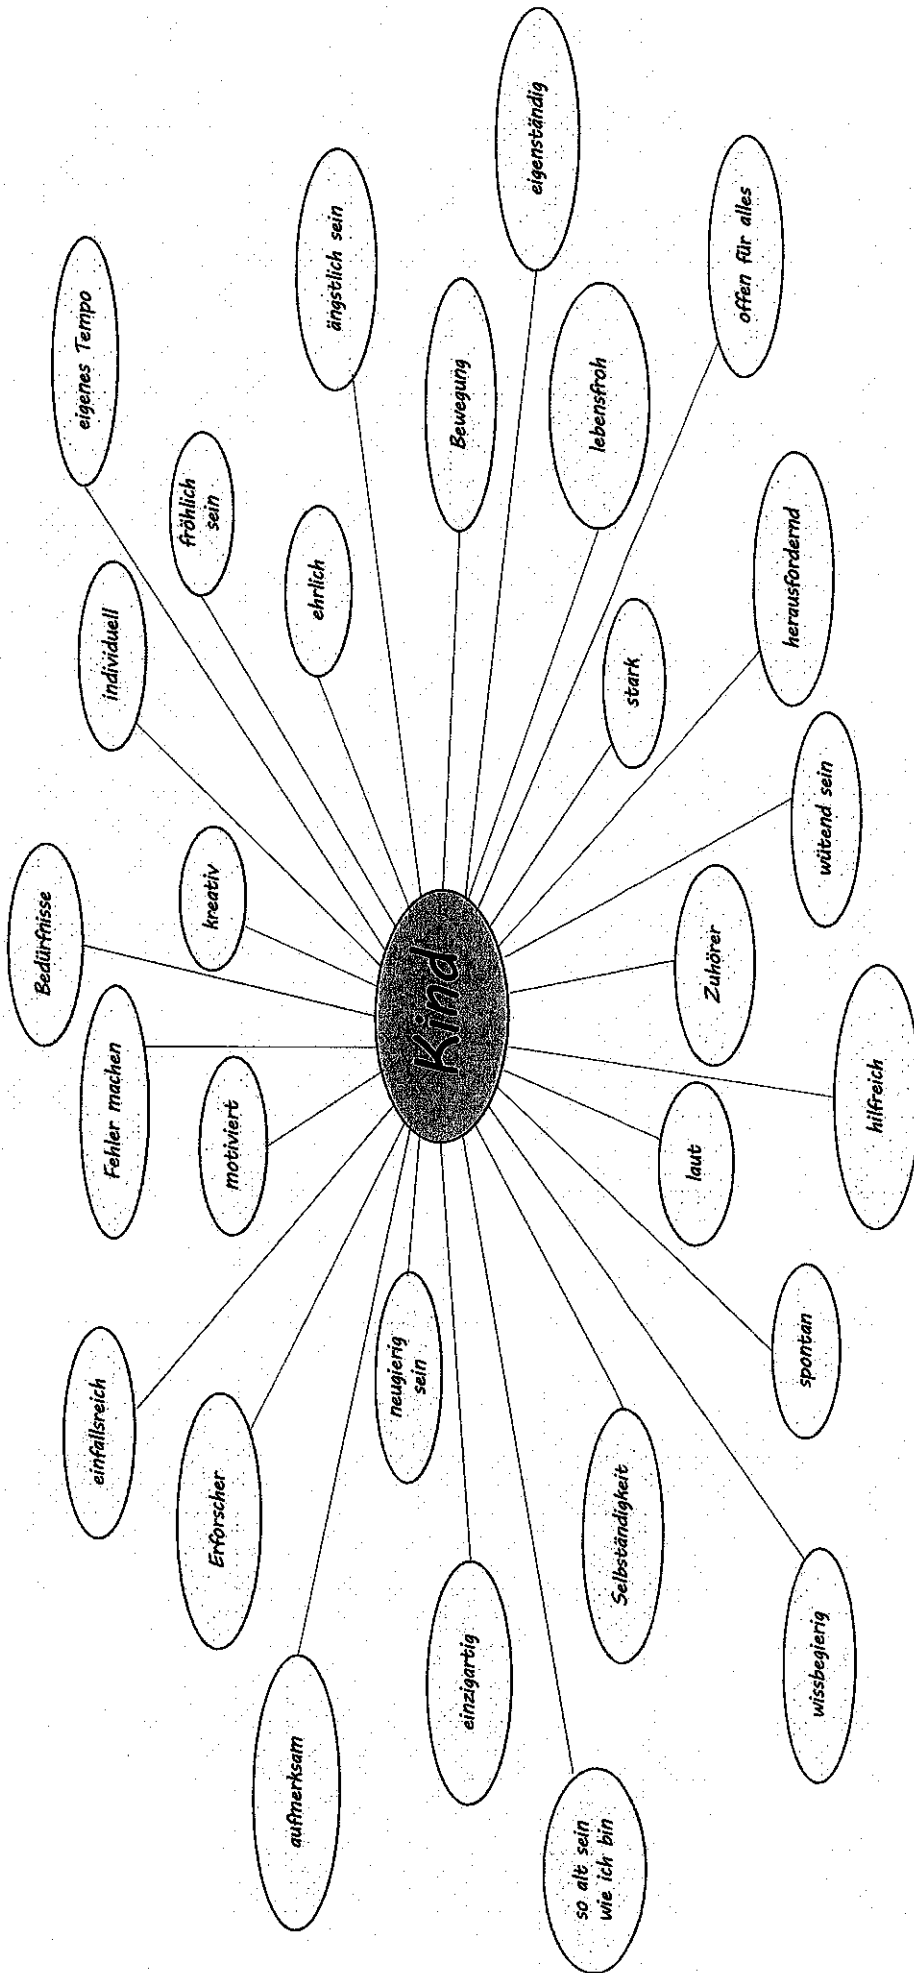 Bedürfnisse
Fehler machen
individuell
eigenes Tempo
einfallsreich
motiviert
kreativ
fröhlich
sein
Erforscher
ehrlich
aufmerksam
ängstlich sein
neugierig
sein
Kind
Bewegung
einzigartig
eigenständig
so alt sein
wie ich bin
Selbständigkeit
lebensfroh
stark
laut
Zuhörer
offen für alles
herausfordernd
wissbegierig
spontan
wütend sein
hilfreich